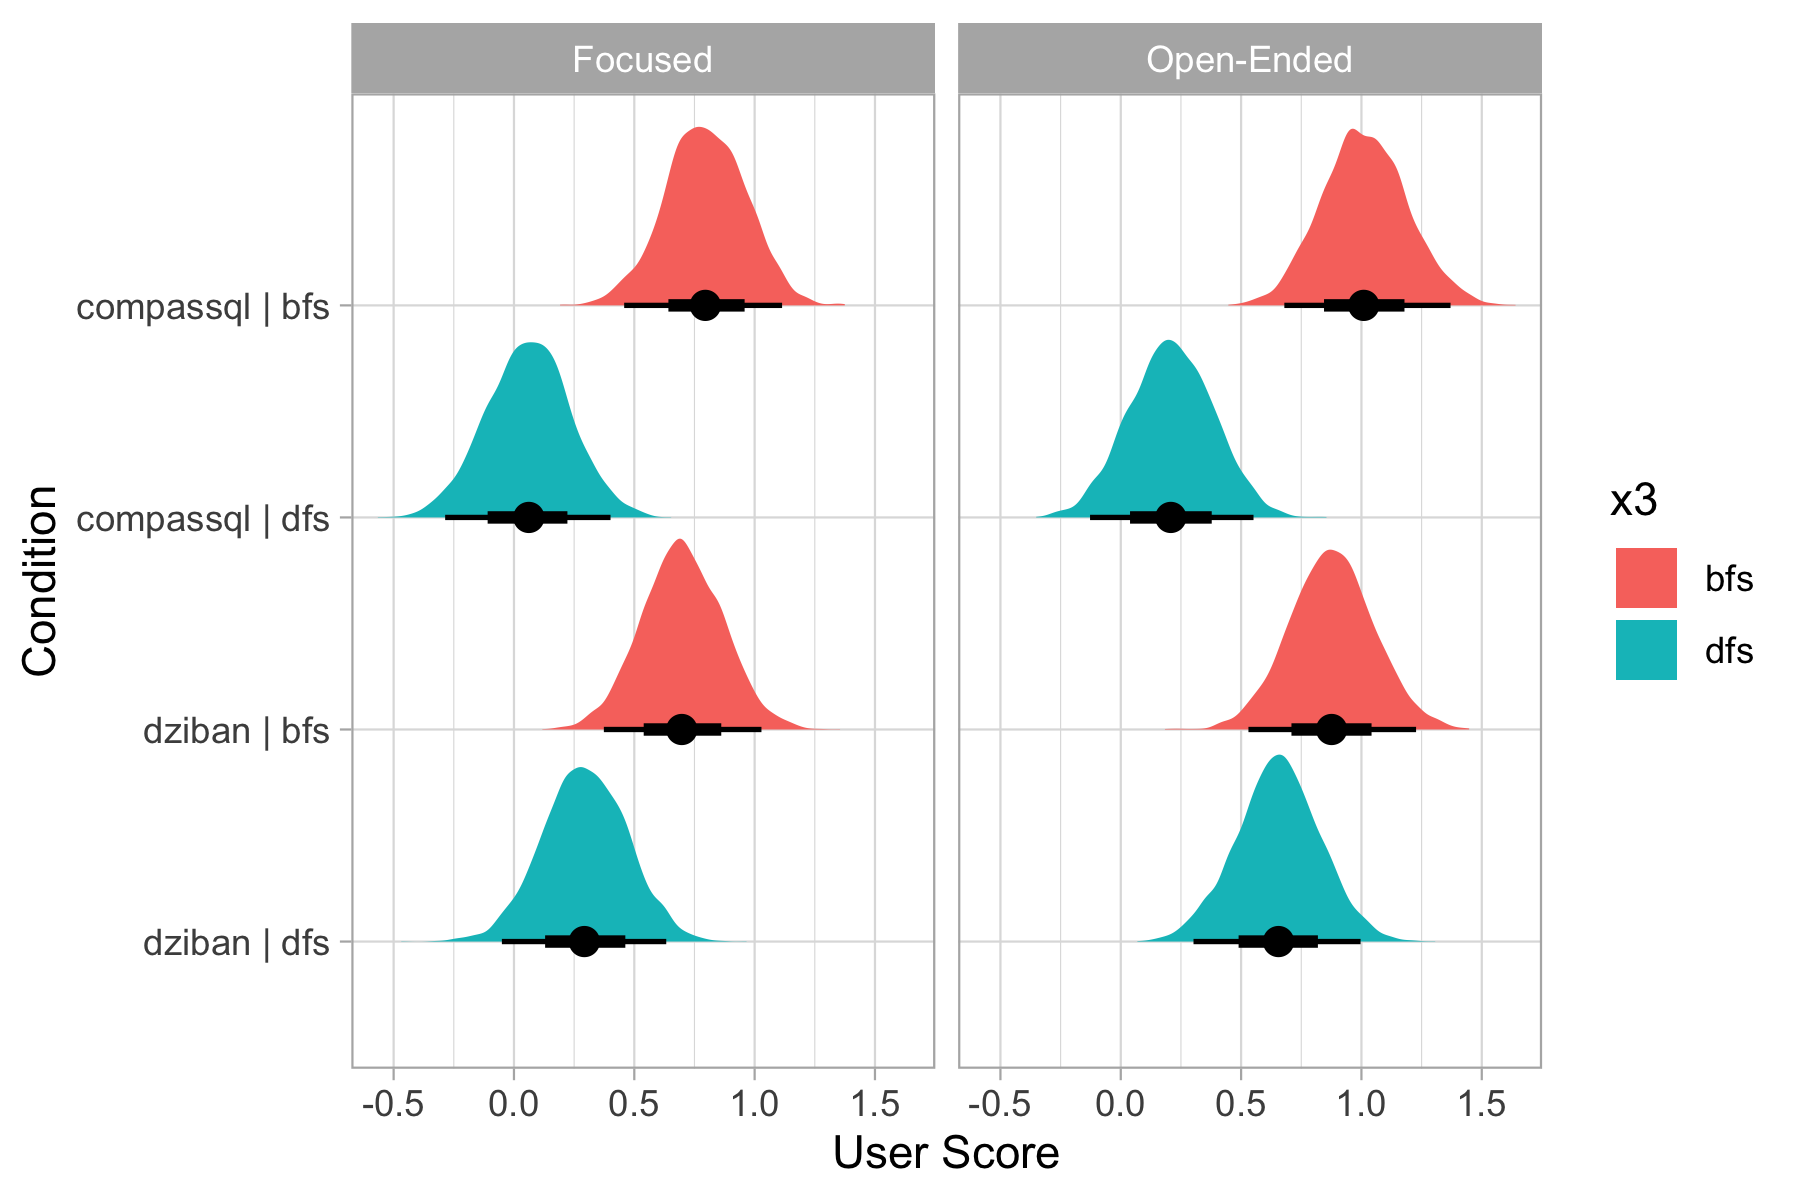 Focused
Open-Ended
compassql | bfs
compassql | dfs
dziban | bfs
dziban | dfs
Condition
-0.5 0.0 0.5 1.0 1.5
-0.5 0.0 0.5 1.0 1.5
User Score
x3
bfs
dfs